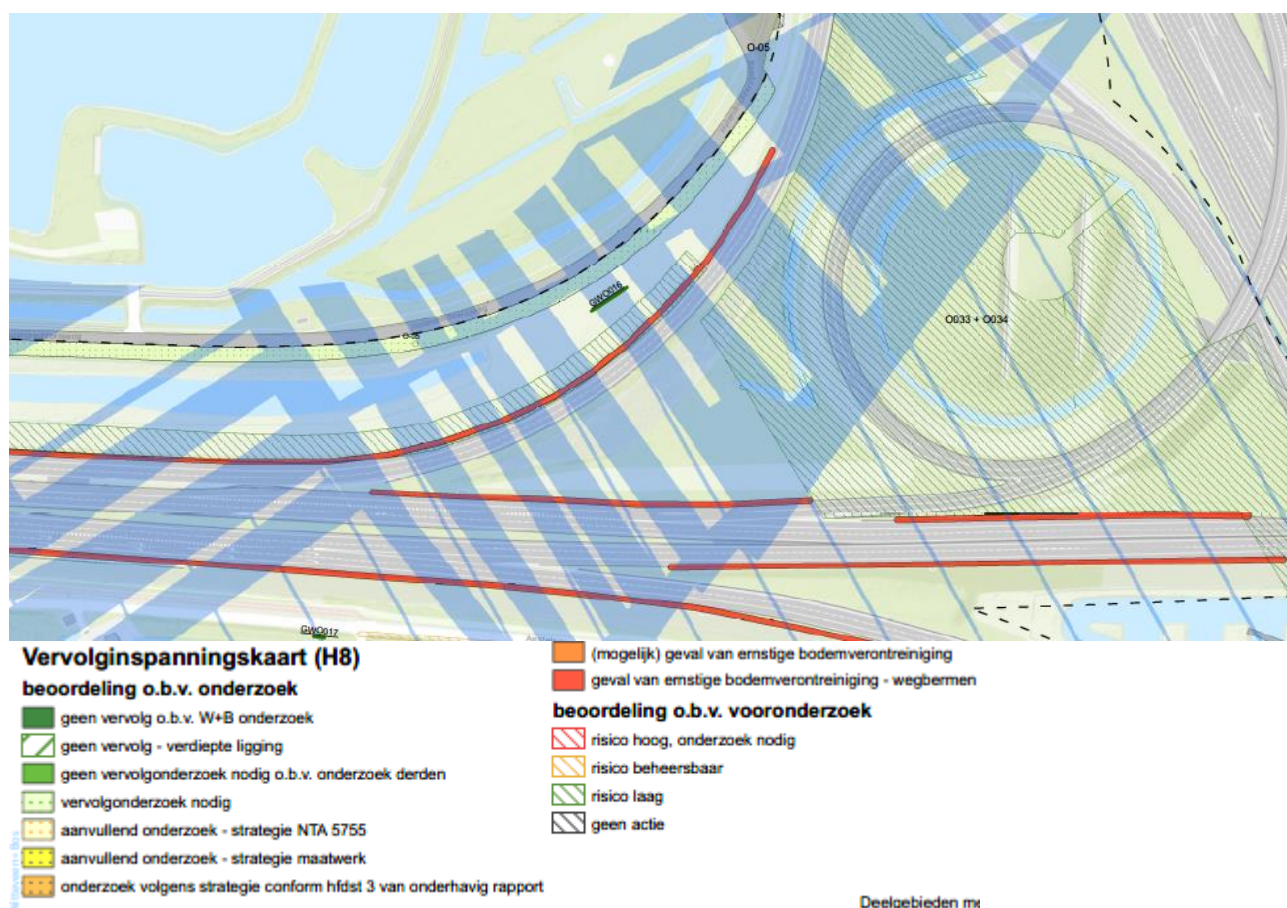 O-05
GWO016
O-05
O033 + O034
GWO017
Vervolginspanningskaart (H8)
beoordeling o.b.v. onderzoek
geen vervolg o.b.v. W+B onderzoek
geen vervolg - verdiepte ligging
geen vervolgonderzoek nodig o.b.v. onderzoek derden
vervolgonderzoek nodig
aanvullend onderzoek - strategie NTA 5755
aanvullend onderzoek - strategie maatwerk
onderzoek volgens strategie conform hfdst 3 van onderhavig rapport
(mogelijk) geval van ernstige bodemverontreiniging
geval van ernstige bodemverontreiniging - wegbermen
beoordeling o.b.v. vooronderzoek
risico hoog, onderzoek nodig
risico beheersbaar
risico laag
geen actie
Deelgebieden me